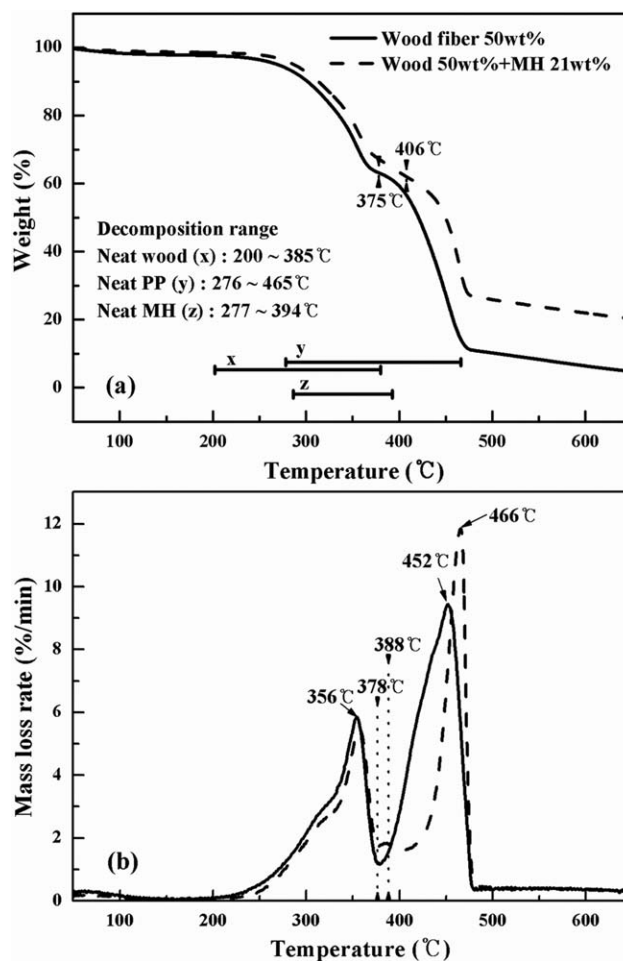 Wood fiber 50wt%
Wood 50wt%+MH 21wt%
100
80
60
40
20
0
Weight (%)
406℃
375℃
Decomposition range
Neat wood (x) : 200 ~ 385℃
Neat PP (y) : 276 ~ 465℃
Neat MH (z) : 277 ~ 394℃
y
x
z
(a)
100 200 300 400 500 600
Temperature (℃)
12
10
8
6
4
2
0
Mass loss rate (%/min)
466℃
452℃
388℃
378℃
356℃
(b)
100 200 300 400 500 600
Temperature (℃)